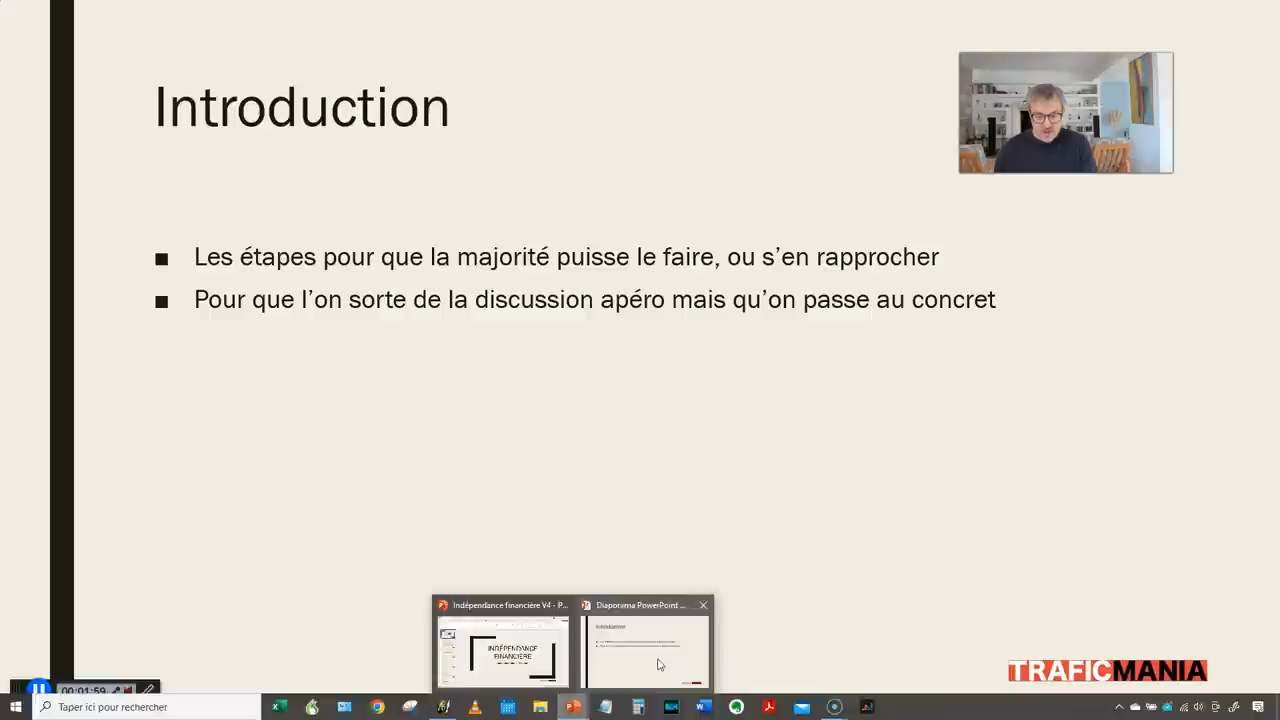 Introduction
■ Les étapes pour que la majorité puisse le faire, ou s’en rapprocher
■ Pour que l’on sorte de la discussion apéro mais qu’on passe au concret
Indépendance financière V4 - P...
Diaporama PowerPoint ...
INDÉPENDANCE
FINANCIÈRE
Introduction
TRAFICMANIA
00:01:59
Taper ici pour rechercher